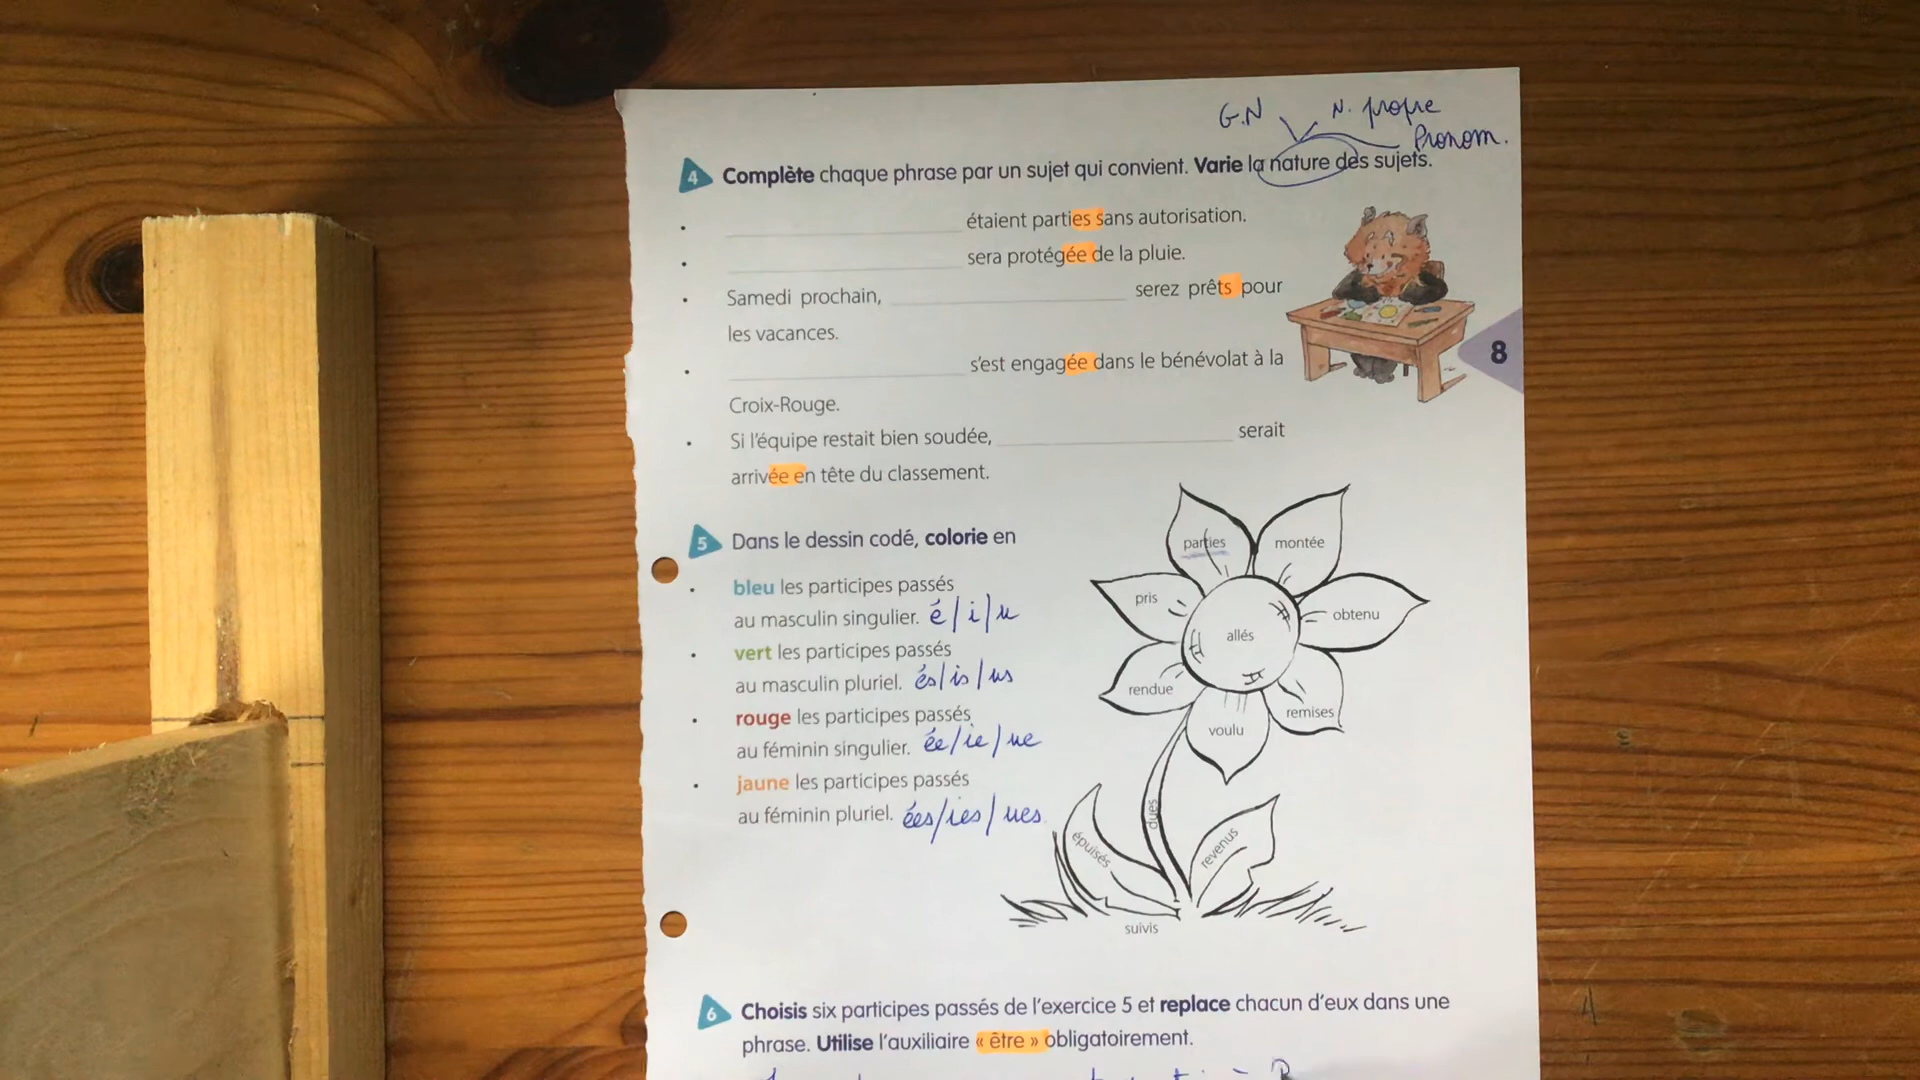 G.N N. propre
Pronom.
4 Complète chaque phrase par un sujet qui convient. Varie la nature des sujets.
• étaient parties sans autorisation.
• sera protégée de la pluie.
• Samedi prochain, serez prêts pour
les vacances.
8
• s'est engagée dans le bénévolat à la
Croix-Rouge.
• Si l'équipe restait bien soudée, serait
arrivée en tête du classement.
5 Dans le dessin codé, colorie en
• bleu les participes passés
au masculin singulier. é/i/u
• vert les participes passés
au masculin pluriel. és/is/us
• rouge les participes passés
au féminin singulier. ée/ie/ue
• jaune les participes passés
au féminin pluriel. ées/ies/ues
parties
montée
pris
obtenu
allés
rendue
remises
voulu
dues
épuisés
revenus
suivis
6 Choisis six participes passés de l'exercice 5 et replace chacun d'eux dans une
phrase. Utilise l'auxiliaire « être » obligatoirement.